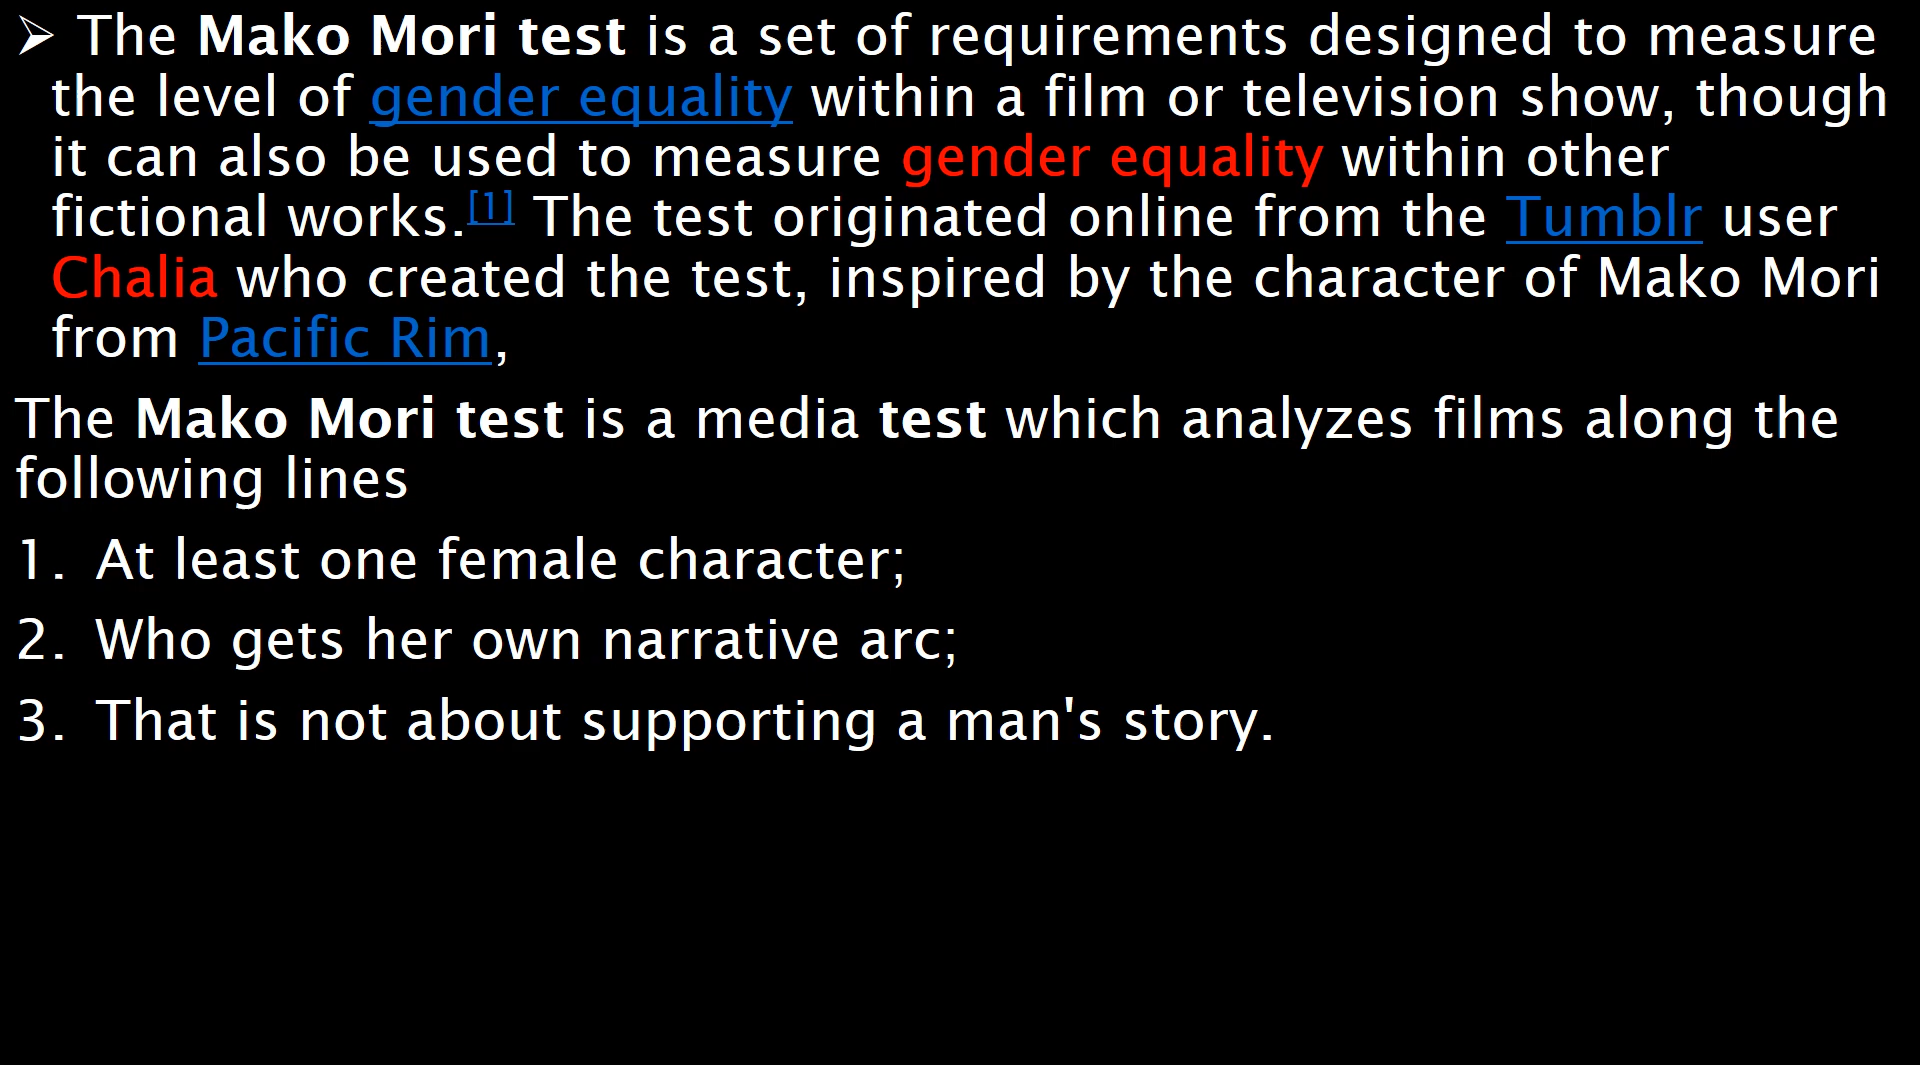 ➢ The Mako Mori test is a set of requirements designed to measure
the level of gender equality within a film or television show, though
it can also be used to measure gender equality within other
fictional works.[1] The test originated online from the Tumblr user
Chalia who created the test, inspired by the character of Mako Mori
from Pacific Rim,
The Mako Mori test is a media test which analyzes films along the
following lines
1. At least one female character;
2. Who gets her own narrative arc;
3. That is not about supporting a man's story.